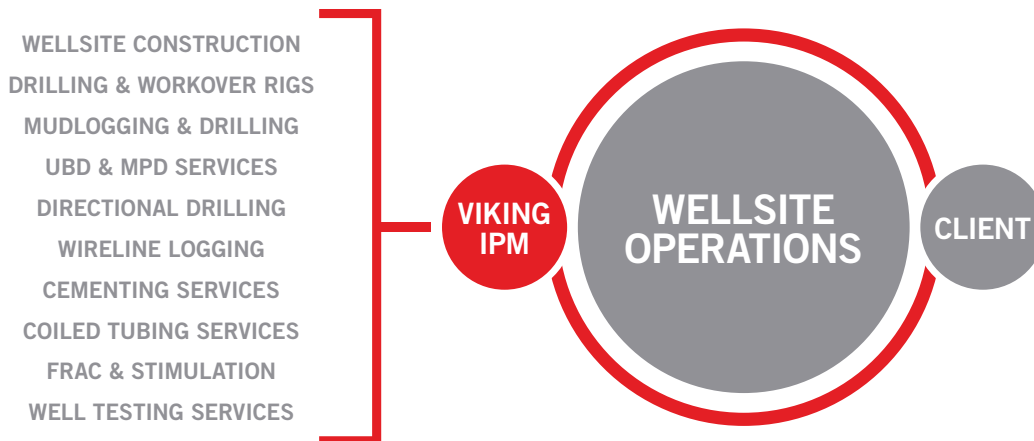 WELLSITE CONSTRUCTION
DRILLING & WORKOVER RIGS
MUDLOGGING & DRILLING
UBD & MPD SERVICES
DIRECTIONAL DRILLING
WIRELINE LOGGING
CEMENTING SERVICES
COILED TUBING SERVICES
FRAC & STIMULATION
WELL TESTING SERVICES
VIKING
IPM
WELLSITE
OPERATIONS
CLIENT